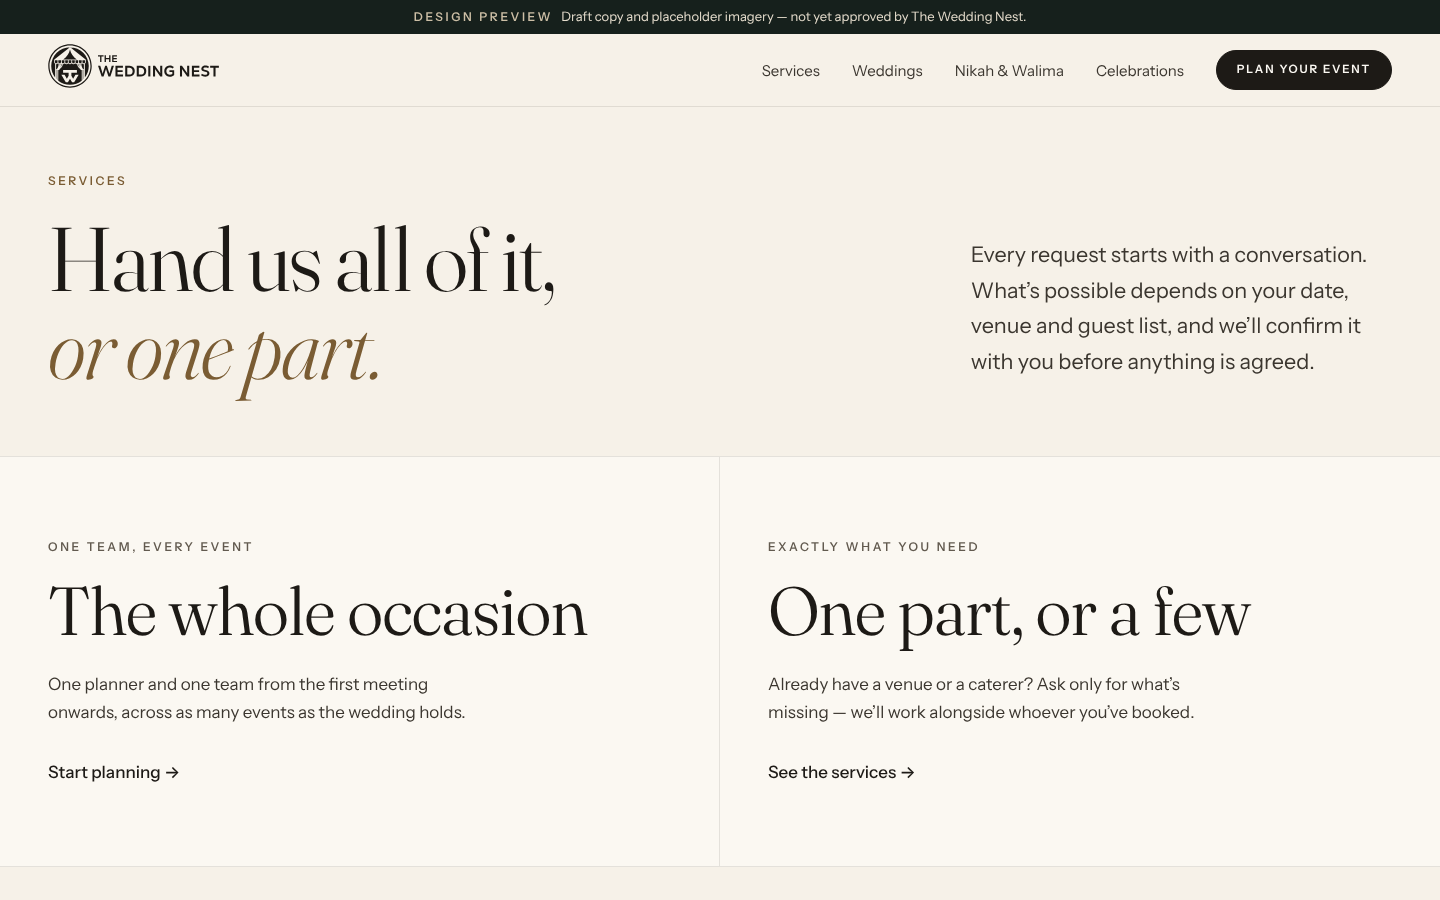 DESIGN PREVIEW Draft copy and placeholder imagery — not yet approved by The Wedding Nest.
THE
WEDDING NEST
Services
Weddings
Nikah & Walima
Celebrations
PLAN YOUR EVENT
SERVICES
Hand us all of it,
or one part.
Every request starts with a conversation.
What’s possible depends on your date,
venue and guest list, and we’ll confirm it
with you before anything is agreed.
ONE TEAM, EVERY EVENT
The whole occasion
One planner and one team from the first meeting
onwards, across as many events as the wedding holds.
Start planning →
EXACTLY WHAT YOU NEED
One part, or a few
Already have a venue or a caterer? Ask only for what’s
missing — we’ll work alongside whoever you’ve booked.
See the services →